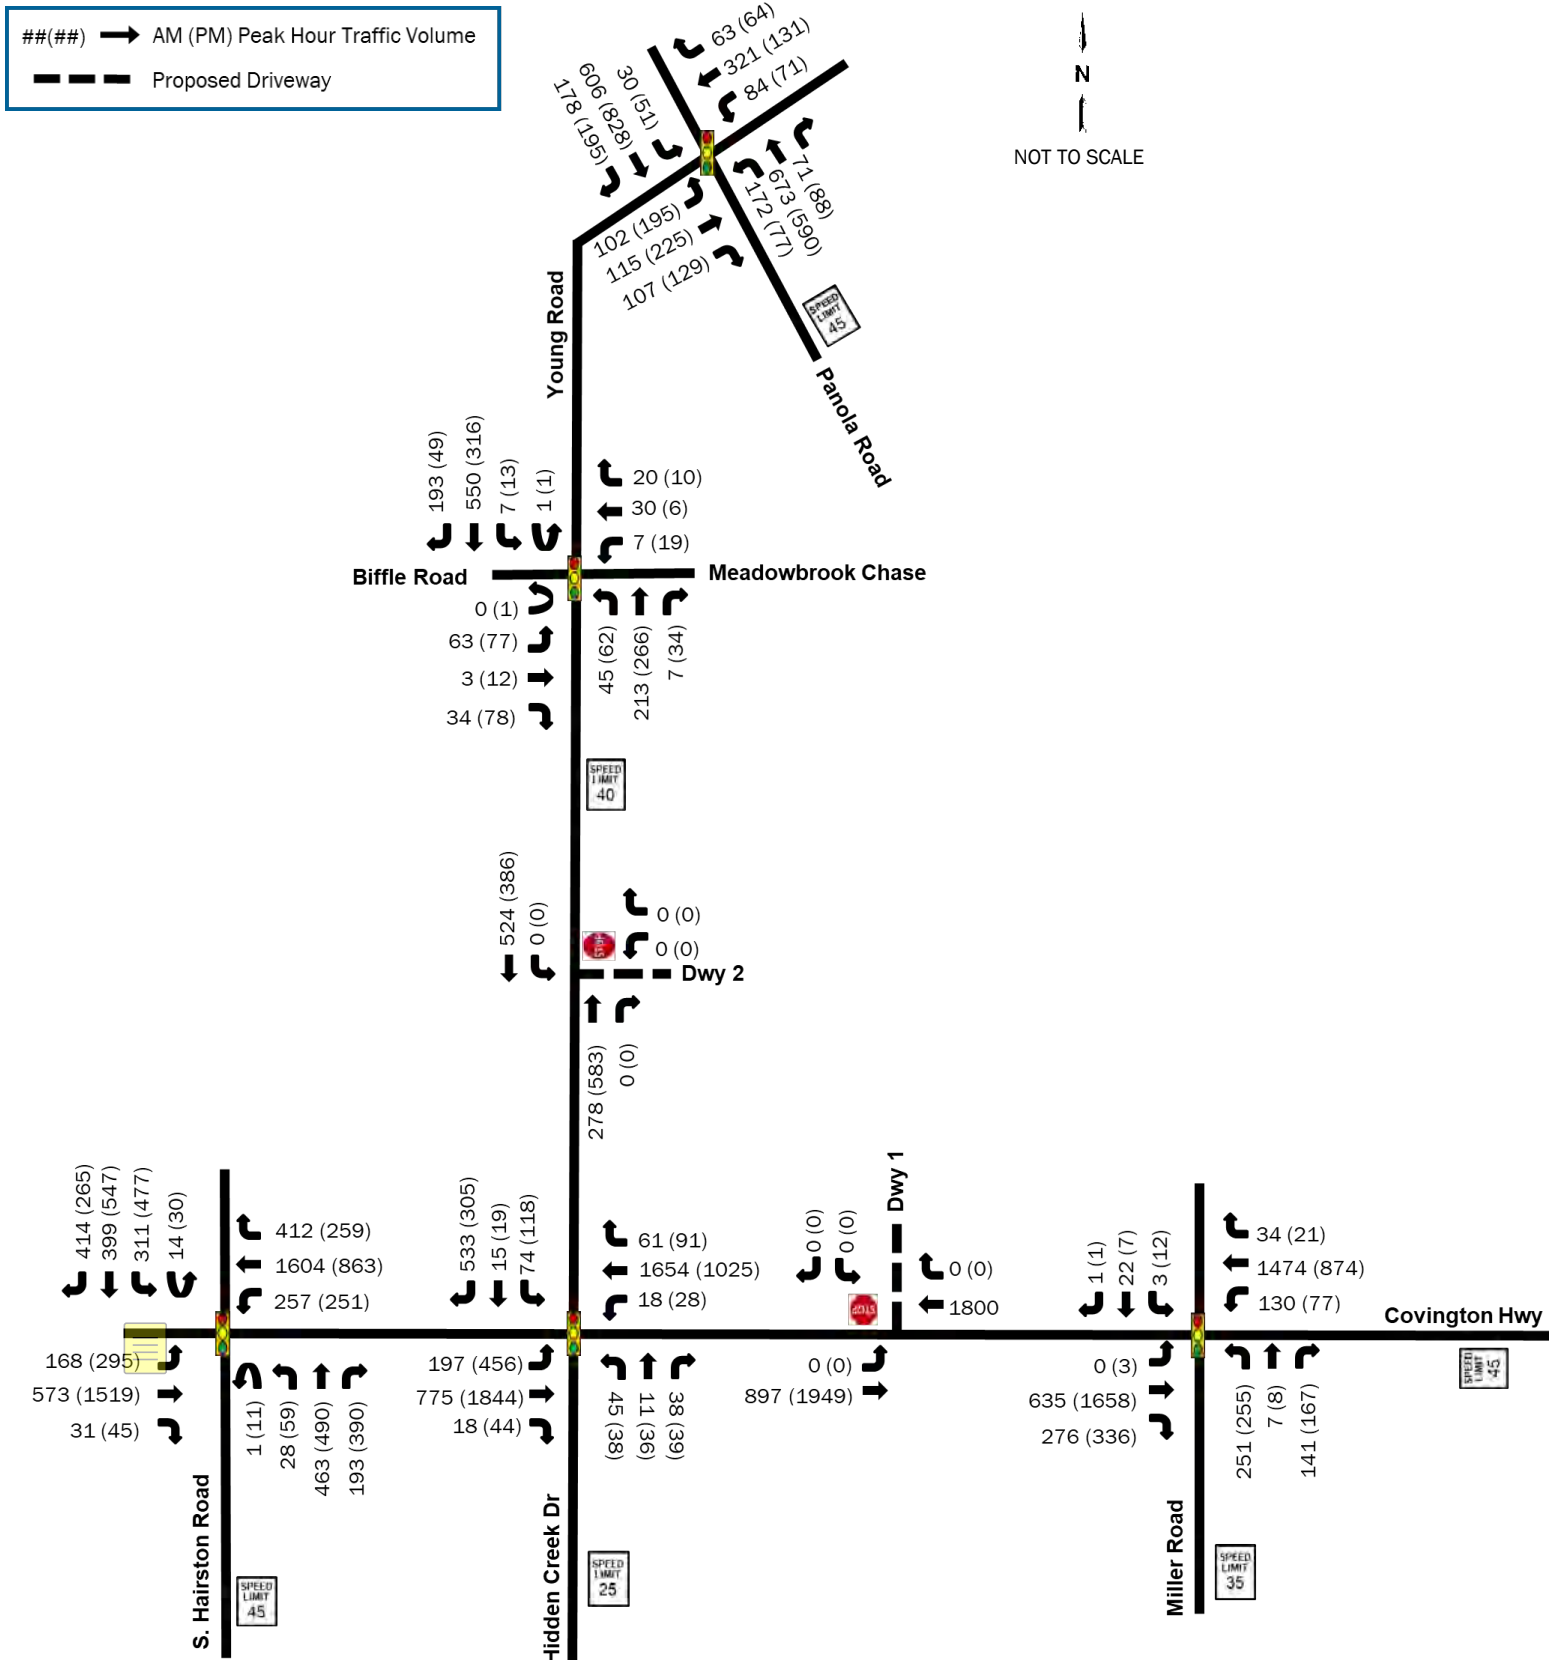 ##(##) AM (PM) Peak Hour Traffic Volume
Proposed Driveway
N
NOT TO SCALE
63 (64)
321 (131)
84 (71)
30 (51)
606 (828)
178 (195)
71 (88)
673 (590)
172 (77)
102 (195)
115 (225)
107 (129)
SPEED
LIMIT
45
Young Road
Panola Road
193 (49)
550 (316)
7 (13)
1 (1)
20 (10)
30 (6)
7 (19)
Biffle Road
Meadowbrook Chase
0 (1)
63 (77)
3 (12)
34 (78)
45 (62)
213 (266)
7 (34)
SPEED
LIMIT
40
524 (386)
0 (0)
0 (0)
0 (0)
STOP
Dwy 2
278 (583)
0 (0)
414 (265)
399 (547)
311 (477)
14 (30)
412 (259)
1604 (863)
257 (251)
168 (295)
573 (1519)
31 (45)
1 (11)
28 (59)
463 (490)
193 (390)
S. Hairston Road
SPEED
LIMIT
45
533 (305)
15 (19)
74 (118)
61 (91)
1654 (1025)
18 (28)
197 (456)
775 (1844)
18 (44)
45 (38)
11 (36)
38 (39)
Hidden Creek Dr
SPEED
LIMIT
25
Dwy 1
0 (0)
0 (0)
0 (0)
1800
STOP
0 (0)
897 (1949)
1 (1)
22 (7)
3 (12)
34 (21)
1474 (874)
130 (77)
Covington Hwy
SPEED
LIMIT
45
0 (3)
635 (1658)
276 (336)
251 (255)
7 (8)
141 (167)
Miller Road
SPEED
LIMIT
35